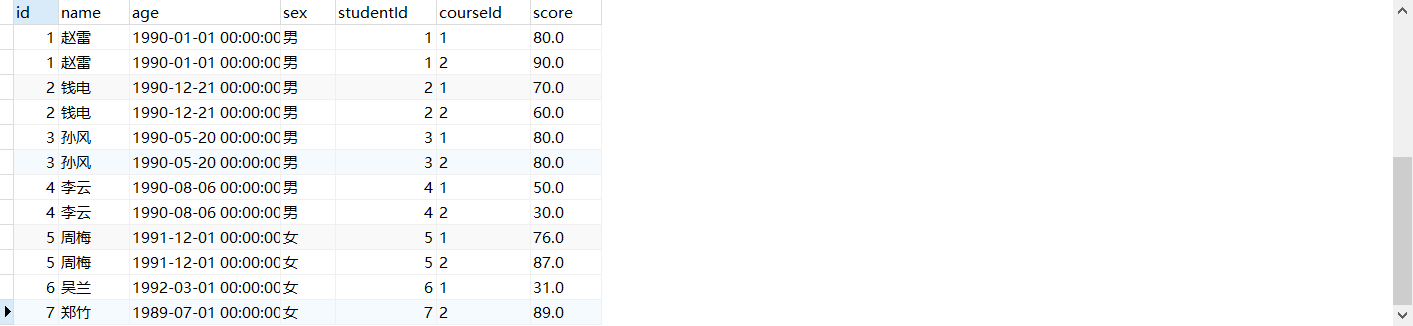 id name age sex studentId courseId score
1 赵雷 1990-01-01 00:00:00 男 1 1 80.0
1 赵雷 1990-01-01 00:00:00 男 1 2 90.0
2 钱电 1990-12-21 00:00:00 男 2 1 70.0
2 钱电 1990-12-21 00:00:00 男 2 2 60.0
3 孙风 1990-05-20 00:00:00 男 3 1 80.0
3 孙风 1990-05-20 00:00:00 男 3 2 80.0
4 李云 1990-08-06 00:00:00 男 4 1 50.0
4 李云 1990-08-06 00:00:00 男 4 2 30.0
5 周梅 1991-12-01 00:00:00 女 5 1 76.0
5 周梅 1991-12-01 00:00:00 女 5 2 87.0
6 吴兰 1992-03-01 00:00:00 女 6 1 31.0
7 郑竹 1989-07-01 00:00:00 女 7 2 89.0